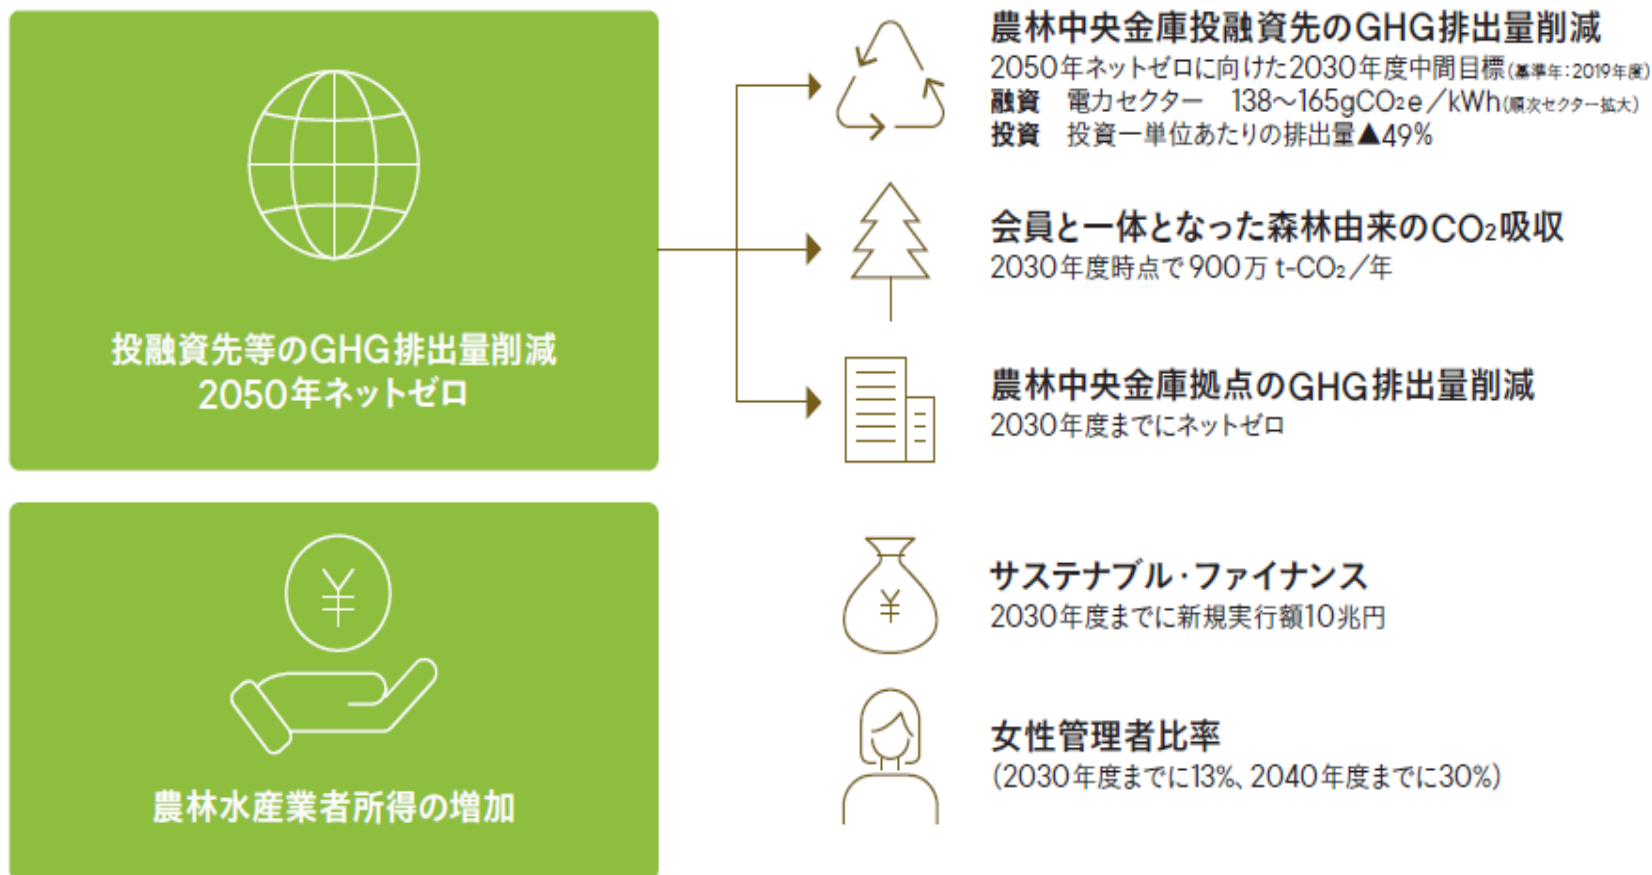 投融資先等のGHG排出量削減
2050年ネットゼロ
農林中央金庫投融資先のGHG排出量削減
2050年ネットゼロに向けた2030年度中間目標(基準年:2019年度)
融資 電力セクター 138~165gCO₂e/kWh(順次セクター拡大)
投資 投資一単位あたりの排出量▲49%
会員と一体となった森林由来のCO₂吸収
2030年度時点で900万 t-CO₂/年
農林中央金庫拠点のGHG排出量削減
2030年度までにネットゼロ
¥
農林水産業者所得の増加
¥
サステナブル・ファイナンス
2030年度までに新規実行額10兆円
女性管理者比率
(2030年度までに13%、2040年度までに30%)